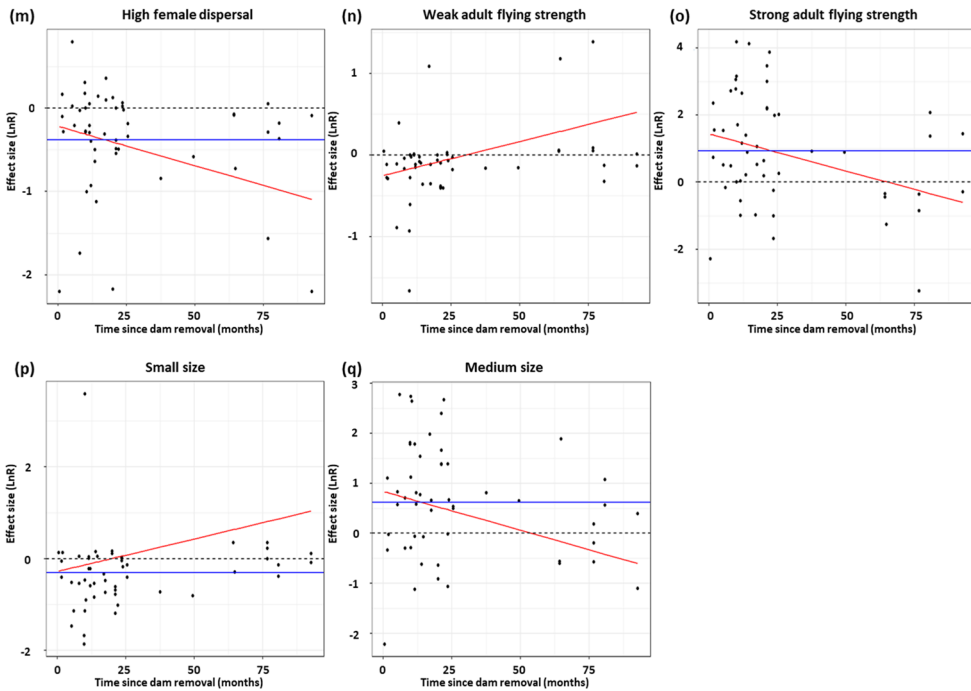 (m) High female dispersal
Effect size (LnR)
0
-1
-2
0 25 50 75
Time since dam removal (months)
(n) Weak adult flying strength
Effect size (LnR)
1
0
-1
0 25 50 75
Time since dam removal (months)
(o) Strong adult flying strength
Effect size (LnR)
4
2
0
-2
0 25 50 75
Time since dam removal (months)
(p) Small size
Effect size (LnR)
2
0
-2
0 25 50 75
Time since dam removal (months)
(q) Medium size
Effect size (LnR)
3
2
1
0
-1
-2
0 25 50 75
Time since dam removal (months)